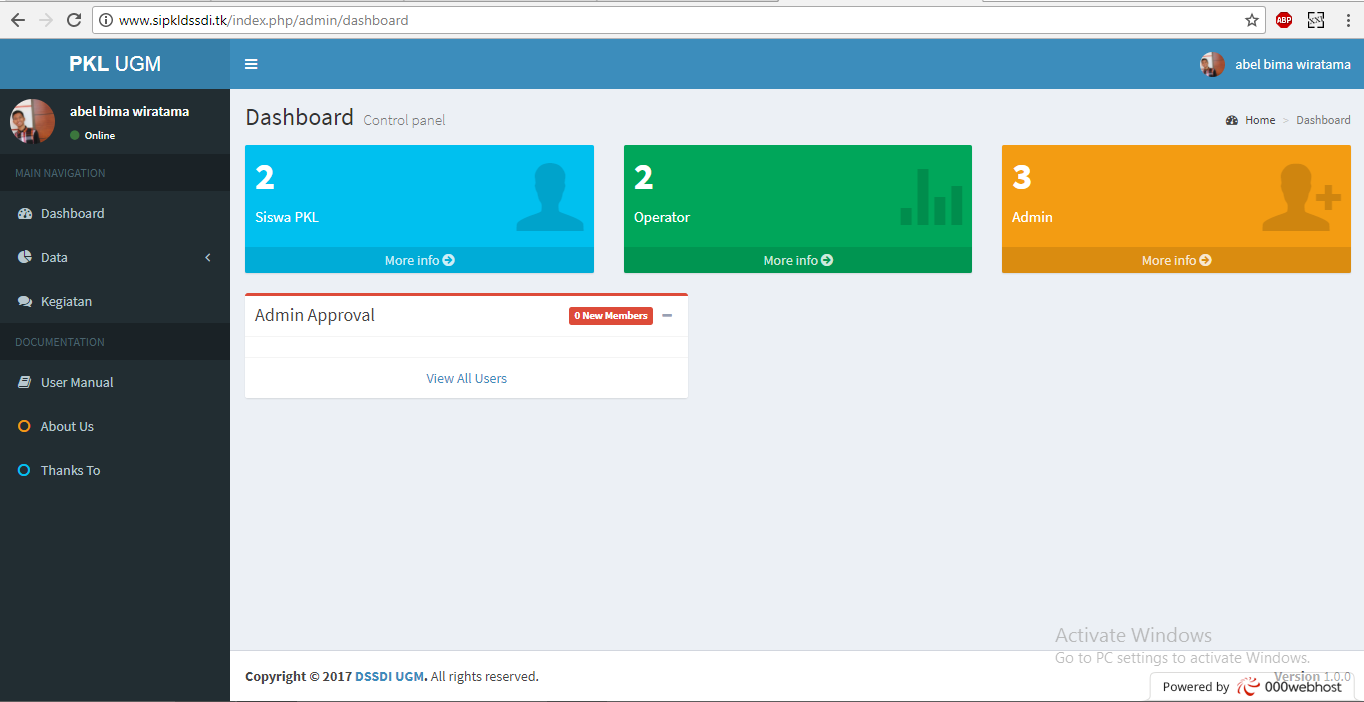 www.sipkldssdi.tk/index.php/admin/dashboard
ABP
PKL UGM
abel bima wiratama
abel bima wiratama
Online
MAIN NAVIGATION
Dashboard
Data
Kegiatan
DOCUMENTATION
User Manual
About Us
Thanks To
Dashboard Control panel
Home > Dashboard
2
Siswa PKL
More info
2
Operator
More info
3
Admin
More info
Admin Approval
0 New Members
View All Users
Activate Windows
Go to PC settings to activate Windows.
Copyright © 2017 DSSDI UGM. All rights reserved.
Version 1.0.0
Powered by 000webhost